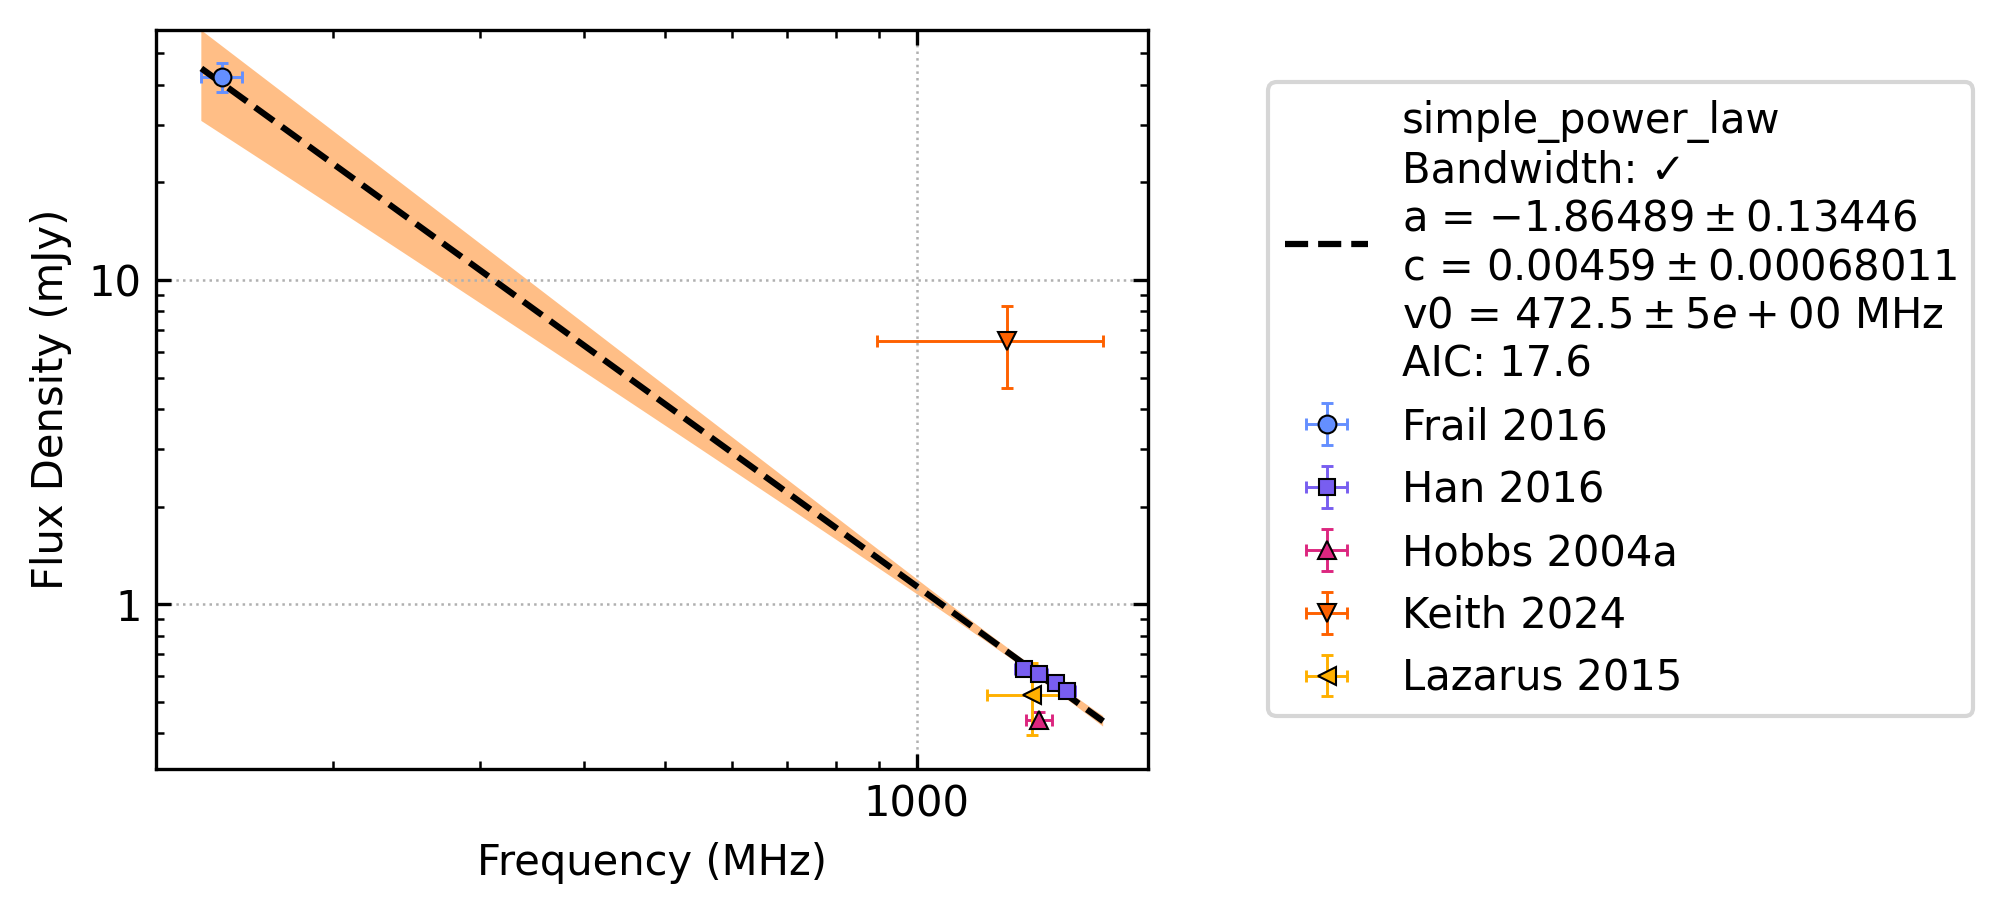 10
1
Flux Density (mJy)
1000
Frequency (MHz)
simple_power_law
Bandwidth: ✓
a = −1.86489 ± 0.13446
c = 0.00459 ± 0.00068011
v0 = 472.5 ± 5e + 00 MHz
AIC: 17.6
Frail 2016
Han 2016
Hobbs 2004a
Keith 2024
Lazarus 2015